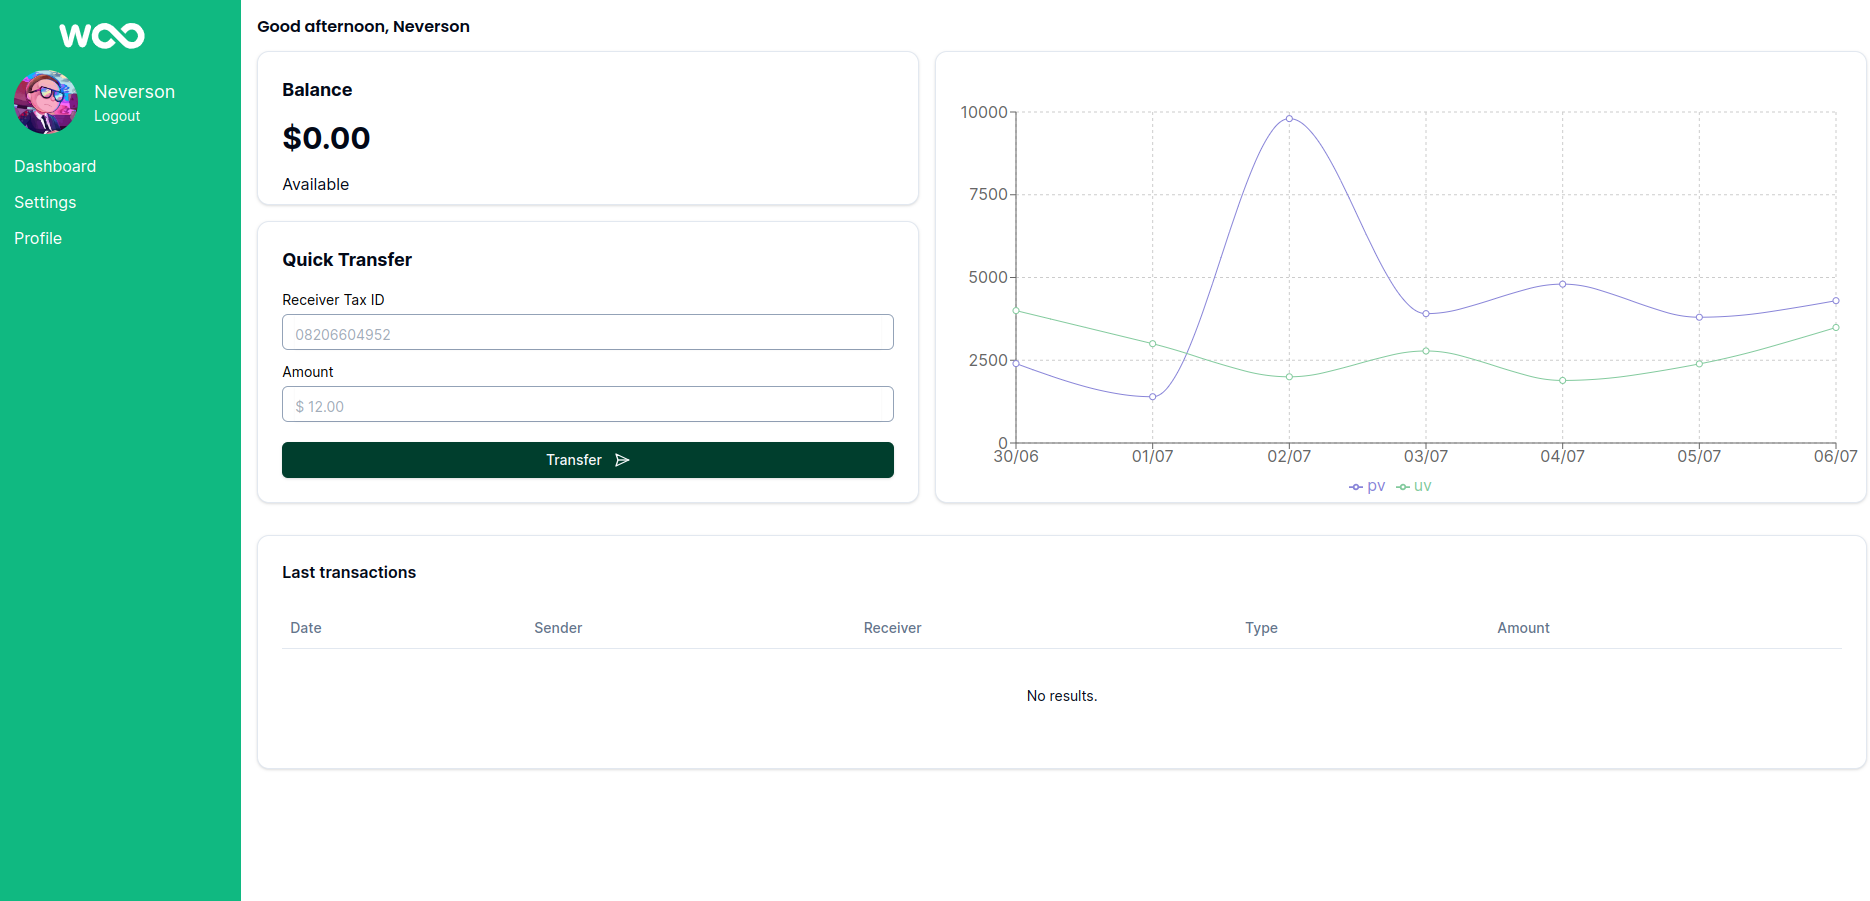 woo
Neverson
Logout
Dashboard
Settings
Profile
Good afternoon, Neverson
Balance
$0.00
Available
Quick Transfer
Receiver Tax ID
08206604952
Amount
$ 12.00
Transfer
10000
7500
5000
2500
0
30/06 01/07 02/07 03/07 04/07 05/07 06/07
pv uv
Last transactions
Date Sender Receiver Type Amount
No results.